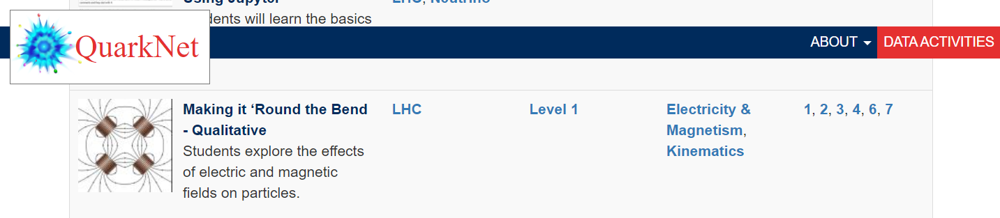 Using Jupyter
LHC, Neutrino
dents will learn the basics
QuarkNet
ABOUT
DATA ACTIVITIES
Making it ‘Round the Bend
- Qualitative
Students explore the effects
of electric and magnetic
fields on particles.
LHC
Level 1
Electricity &
Magnetism,
Kinematics
1, 2, 3, 4, 6, 7